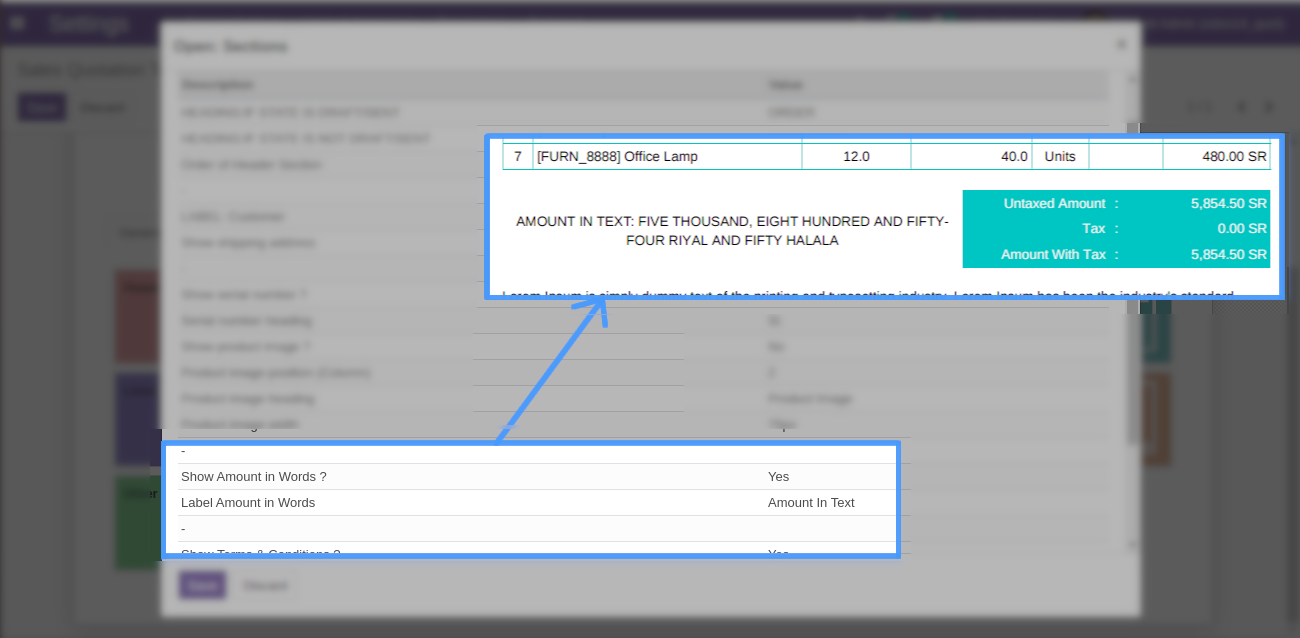 Settings
Open: Sections
Description Value
HEADING IF STATE IS DRAFT/SENT ORDER
HEADING IF STATE IS NOT DRAFT/SENT
Order of Header Section
-
LABEL: Customer
Show shipping address
-
Show serial number ?
Serial number heading
Show product image ? No
Product image position (Column) 2
Product image heading Product Image
Product image width
7 [FURN_8888] Office Lamp 12.0 40.0 Units 480.00 SR
AMOUNT IN TEXT: FIVE THOUSAND, EIGHT HUNDRED AND FIFTY-
FOUR RIYAL AND FIFTY HALALA
Untaxed Amount : 5,854.50 SR
Tax : 0.00 SR
Amount With Tax : 5,854.50 SR
Lorem Ipsum is simply dummy text of the printing and typesetting industry. Lorem Ipsum has been the industry's standard
-
Show Amount in Words ? Yes
Label Amount in Words Amount In Text
-
Show Terms & Conditions ? Yes
Save Discard